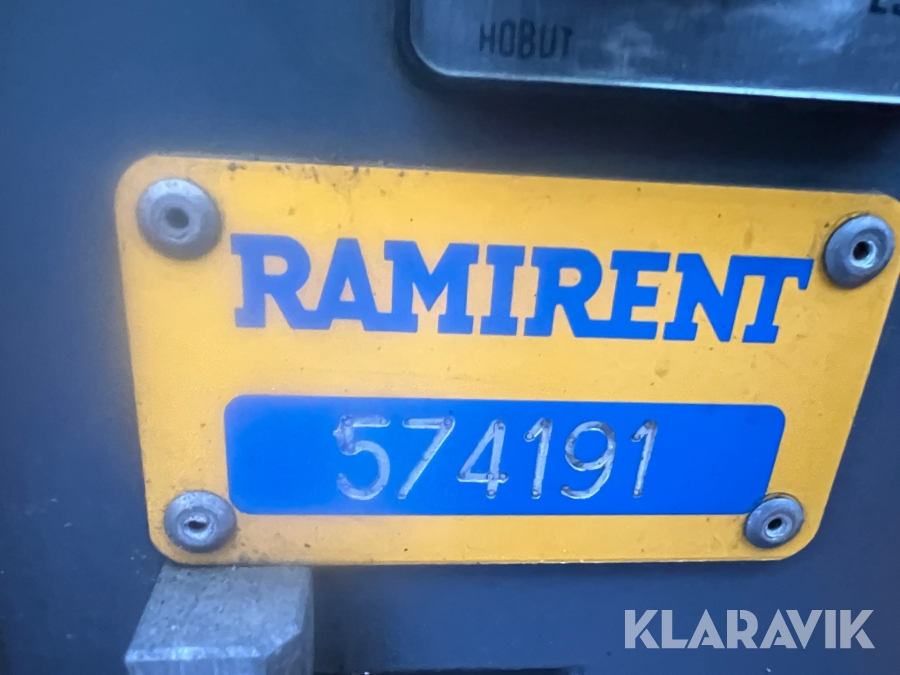 HOBUT
RAMIRENT
574191
KLARAVIK